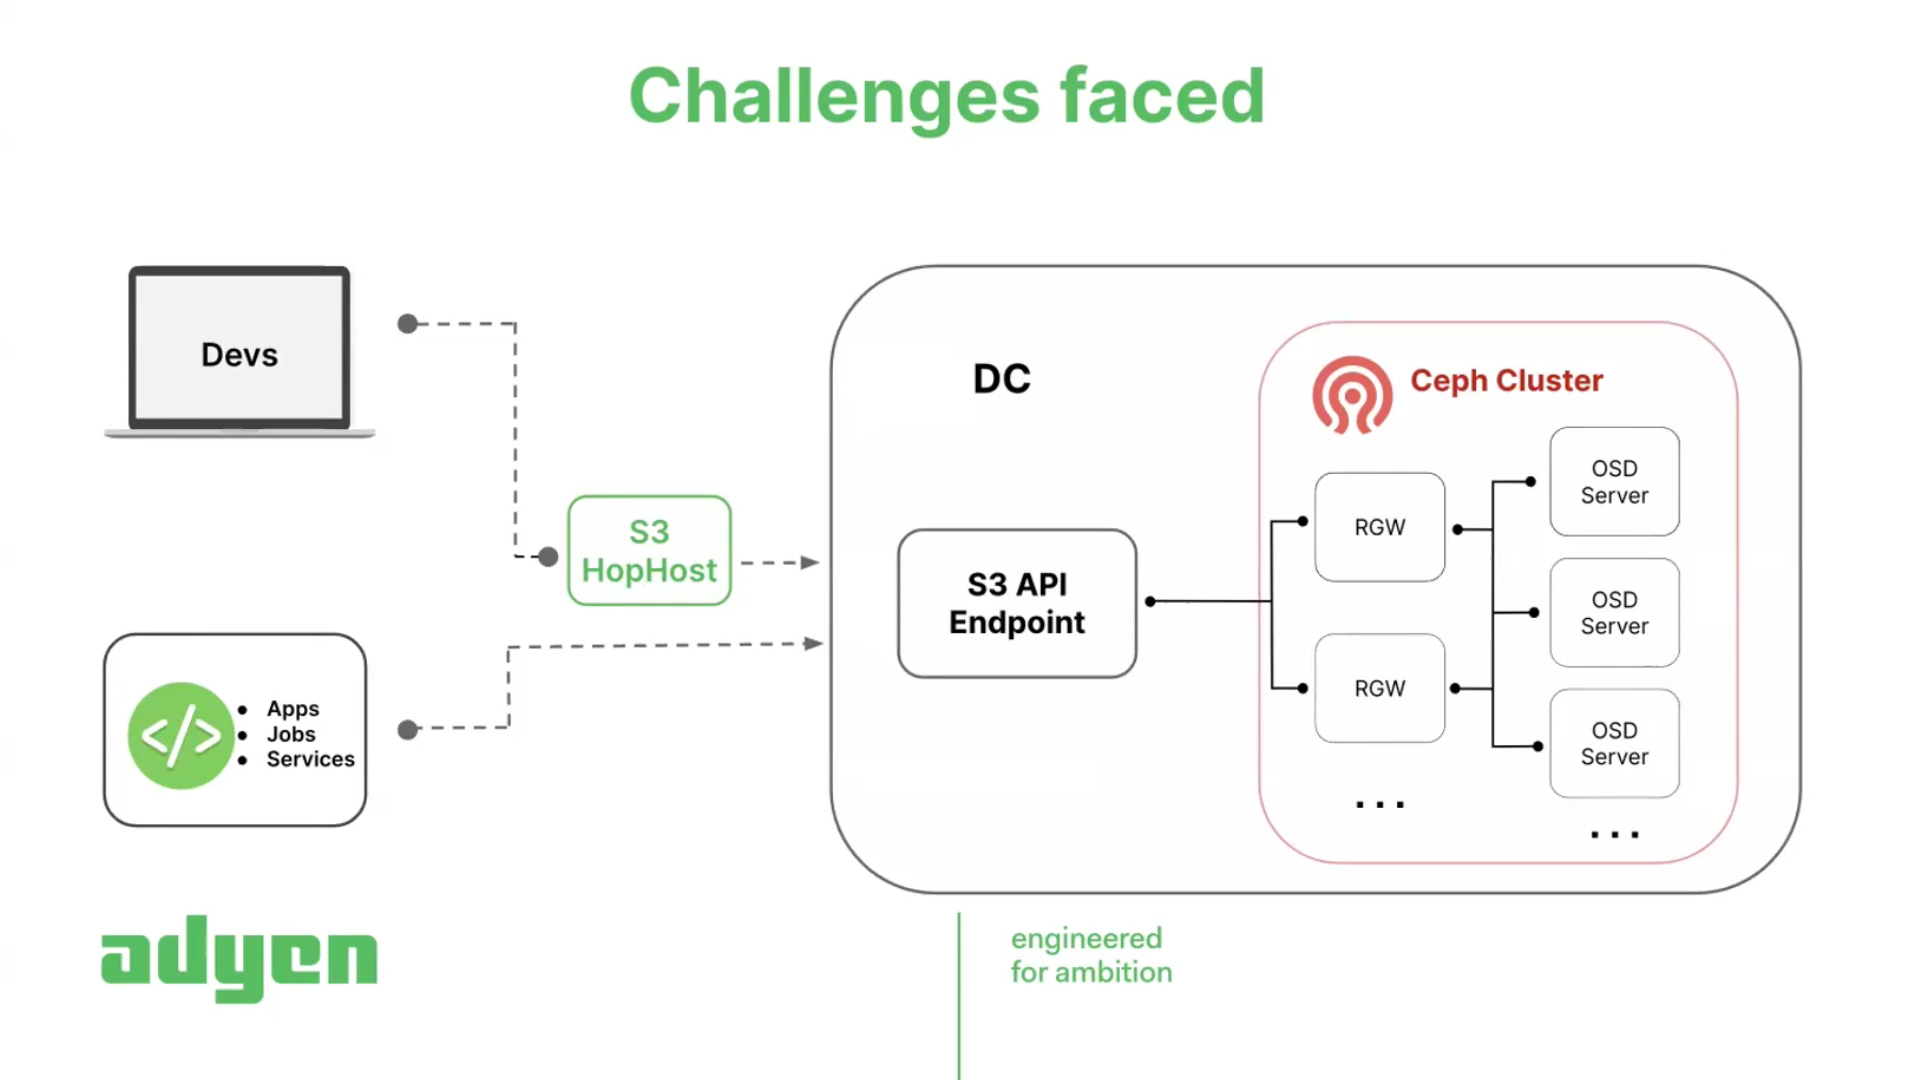 Challenges faced
Devs
S3
HopHost
Apps
Jobs
Services
DC
S3 API
Endpoint
Ceph Cluster
RGW
RGW
...
OSD
Server
OSD
Server
OSD
Server
...
adyen
engineered
for ambition